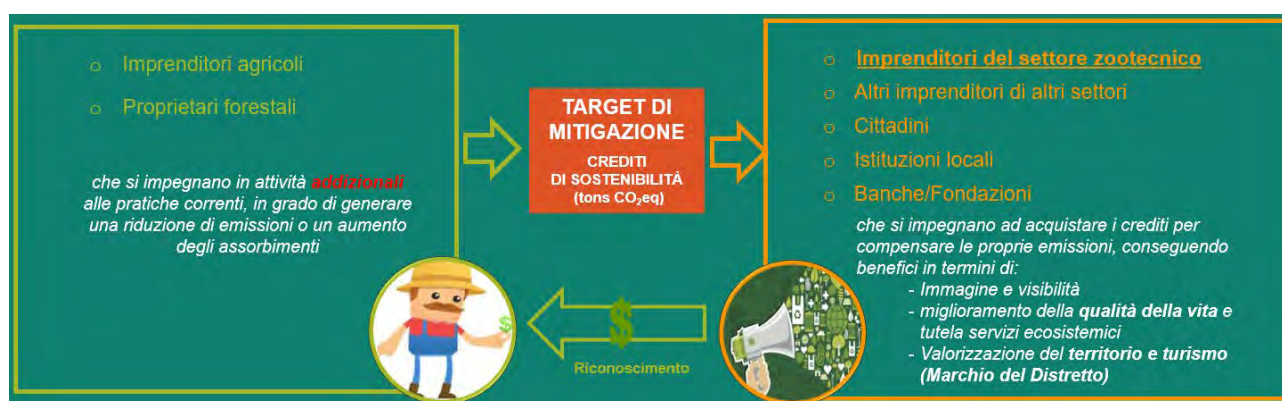 o Imprenditori agricoli
o Proprietari forestali
che si impegnano in attività addizionali
alle pratiche correnti, in grado di generare
una riduzione di emissioni o un aumento
degli assorbimenti
TARGET DI
MITIGAZIONE
CREDITI
DI SOSTENIBILITÀ
(tons CO₂eq)
$
Riconoscimento
$
o Imprenditori del settore zootecnico
o Altri imprenditori di altri settori
o Cittadini
o Istituzioni locali
o Banche/Fondazioni
che si impegnano ad acquistare i crediti per
compensare le proprie emissioni, conseguendo
benefici in termini di:
- Immagine e visibilità
- miglioramento della qualità della vita e
tutela servizi ecosistemici
- Valorizzazione del territorio e turismo
(Marchio del Distretto)